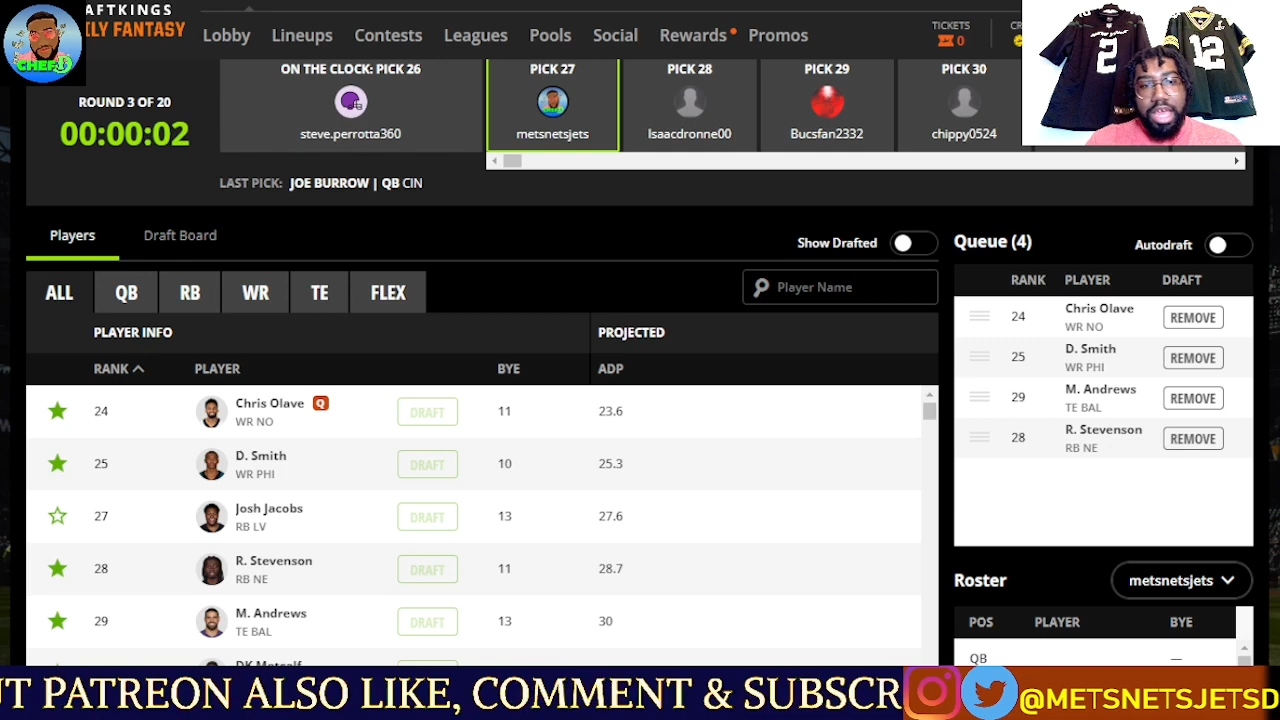 AFTKINGS
ILY FANTASY
CHEF
Lobby Lineups Contests Leagues Pools Social Rewards Promos
TICKETS
0
ROUND 3 OF 20
00:00:02
ON THE CLOCK: PICK 26
steve.perrotta360
PICK 27
metsnetsjets
PICK 28
Isaacdronne00
PICK 29
Bucsfan2332
PICK 30
chippy0524
2
12
LAST PICK: JOE BURROW | QB CIN
Players Draft Board
Show Drafted
ALL QB RB WR TE FLEX
Player Name
PLAYER INFO PROJECTED
RANK PLAYER BYE ADP
24 Chris Olave Q DRAFT 11 23.6
WR NO
25 D. Smith DRAFT 10 25.3
WR PHI
27 Josh Jacobs DRAFT 13 27.6
RB LV
28 R. Stevenson DRAFT 11 28.7
RB NE
29 M. Andrews DRAFT 13 30
TE BAL
DK Metcalf
Queue (4)
Autodraft
RANK PLAYER DRAFT
24 Chris Olave REMOVE
WR NO
25 D. Smith REMOVE
WR PHI
29 M. Andrews REMOVE
TE BAL
28 R. Stevenson REMOVE
RB NE
Roster
metsnetsjets
POS PLAYER BYE
QB —
UT PATREON ALSO LIKE, COMMENT & SUBSCR
@METSNETSJETSD